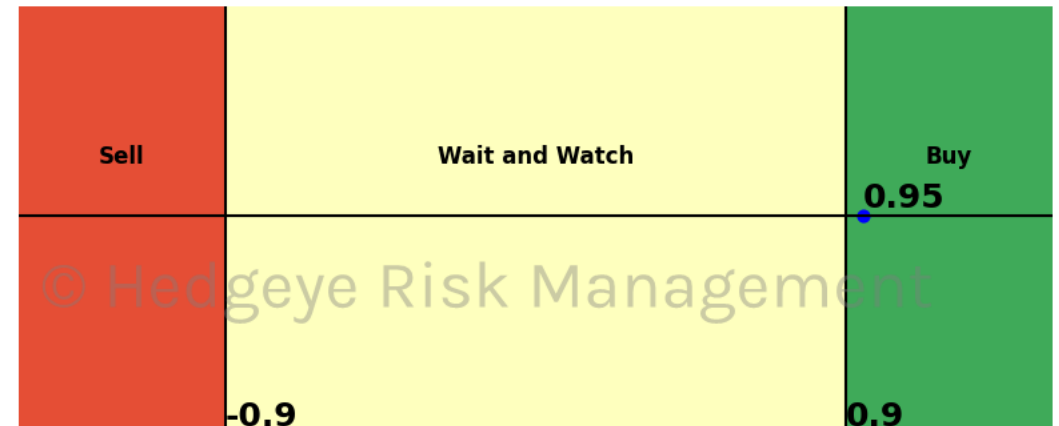 Sell
Wait and Watch
Buy
0.95
© Hedgeye Risk Management
-0.9
0.9